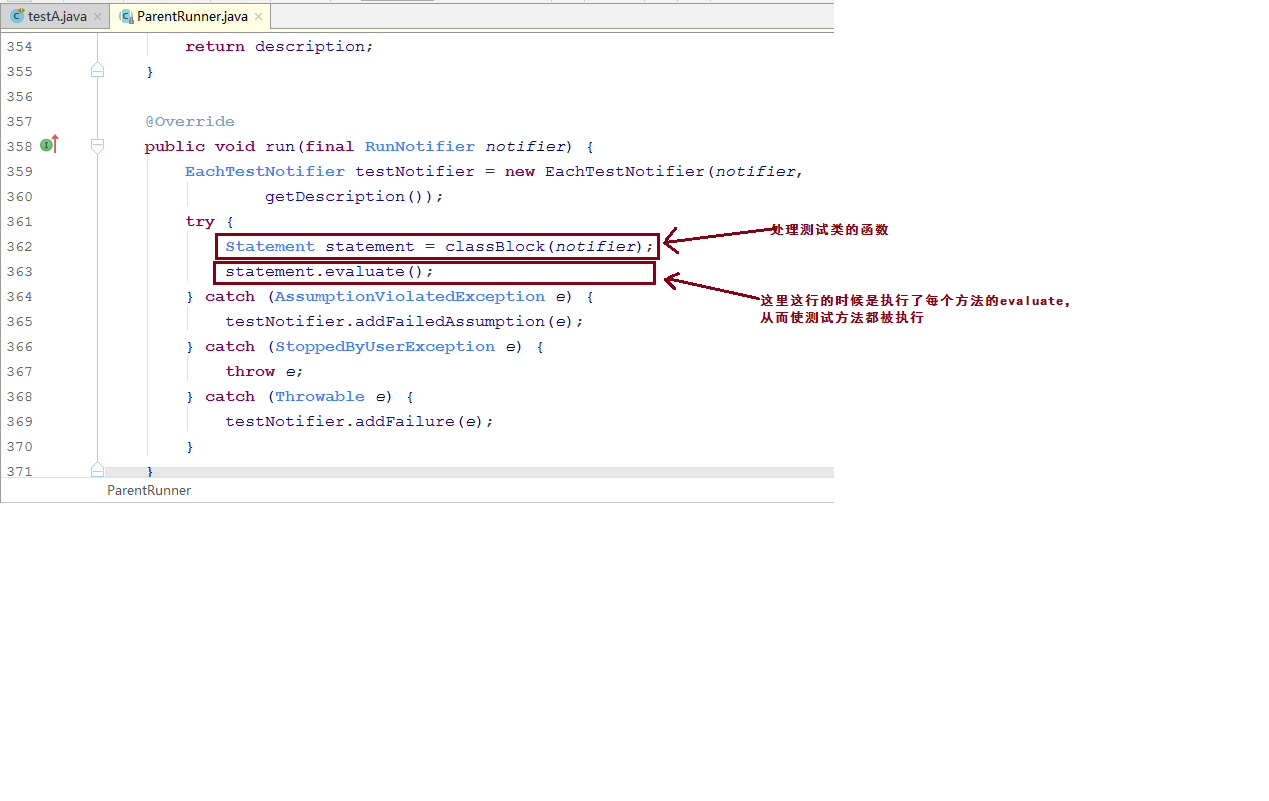 testA.java × ParentRunner.java ×
354 return description;
355 }
356
357 @Override
358 public void run(final RunNotifier notifier) {
359 EachTestNotifier testNotifier = new EachTestNotifier(notifier,
360 getDescription());
361 try {
362 Statement statement = classBlock(notifier);
处理测试类的函数
363 statement.evaluate();
364 } catch (AssumptionViolatedException e) {
这里这行的时候是执行了每个方法的evaluate,
从而使测试方法都被执行
365 testNotifier.addFailedAssumption(e);
366 } catch (StoppedByUserException e) {
367 throw e;
368 } catch (Throwable e) {
369 testNotifier.addFailure(e);
370 }
371 }
ParentRunner